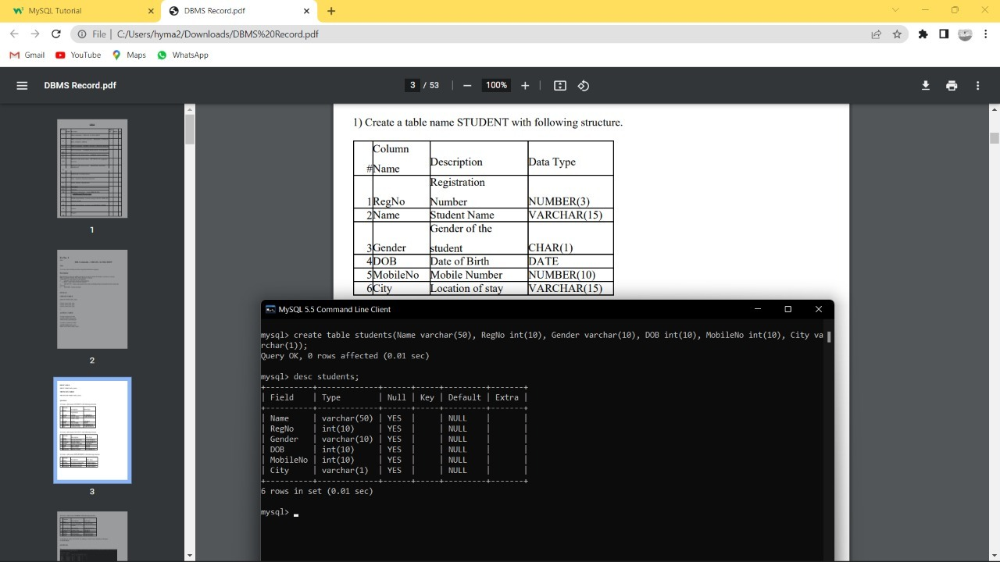 MySQL Tutorial
DBMS Record.pdf
File | C:/Users/hyma2/Downloads/DBMS%20Record.pdf
Gmail YouTube Maps WhatsApp
DBMS Record.pdf
3 / 53
100%
1
2
3
1) Create a table name STUDENT with following structure.
# Column Name Description Data Type
1 RegNo Registration Number NUMBER(3)
2 Name Student Name VARCHAR(15)
3 Gender Gender of the student CHAR(1)
4 DOB Date of Birth DATE
5 MobileNo Mobile Number NUMBER(10)
6 City Location of stay VARCHAR(15)
MySQL 5.5 Command Line Client
mysql> create table students(Name varchar(50), RegNo int(10), Gender varchar(10), DOB int(10), MobileNo int(10), City va
rchar(1));
Query OK, 0 rows affected (0.01 sec)
mysql> desc students;
+----------+-------------+------+-----+---------+-------+
| Field    | Type        | Null | Key | Default | Extra |
+----------+-------------+------+-----+---------+-------+
| Name     | varchar(50) | YES  |     | NULL    |       |
| RegNo    | int(10)     | YES  |     | NULL    |       |
| Gender   | varchar(10) | YES  |     | NULL    |       |
| DOB      | int(10)     | YES  |     | NULL    |       |
| MobileNo | int(10)     | YES  |     | NULL    |       |
| City     | varchar(1)  | YES  |     | NULL    |       |
+----------+-------------+------+-----+---------+-------+
6 rows in set (0.01 sec)
mysql>